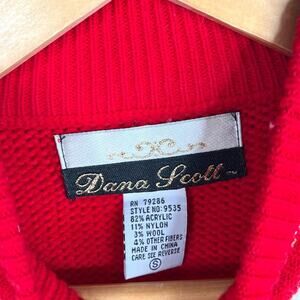 Dana Scott
RN 79286
STYLE NO: 9535
82% ACRYLIC
11% NYLON
3% WOOL
4% OTHER FIBERS
MADE IN CHINA
CARE SEE REVERSE
S